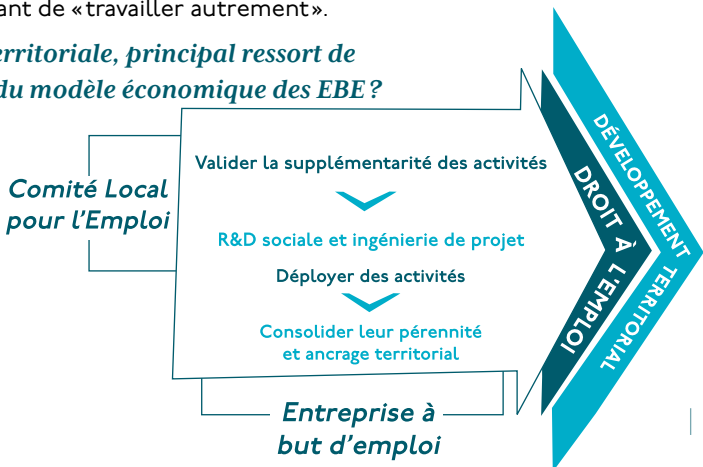 ant de «travailler autrement».
erritoriale, principal ressort de
du modèle économique des EBE?
Comité Local
pour l'Emploi
Valider la supplémentarité des activités
R&D sociale et ingénierie de projet
Déployer des activités
Consolider leur pérennité
et ancrage territorial
Entreprise à
but d'emploi
DROIT À L'EMPLOI
DÉVELOPPEMENT TERRITORIAL